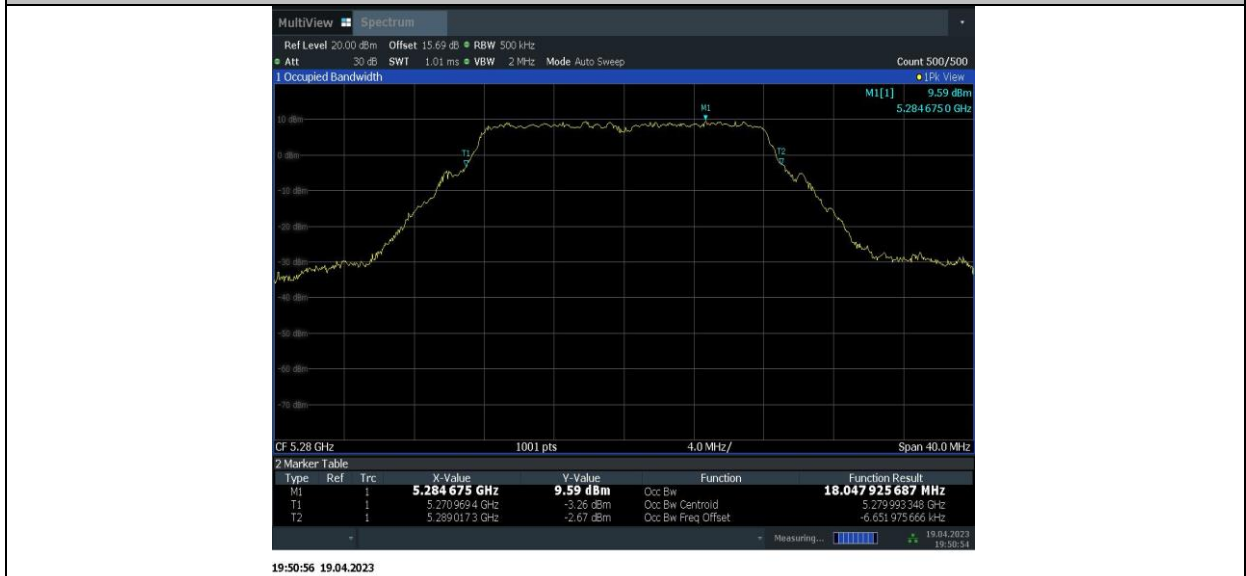 MultiView Spectrum
Ref Level 20.00 dBm Offset 15.69 dB RBW 500 kHz
Att 30 dB SWT 1.01 ms VBW 2 MHz Mode Auto Sweep Count 500/500
1 Occupied Bandwidth 1Pk View
M1[1] 9.59 dBm
5.2846750 GHz
M1
10 dBm
T1
T2
0 dBm
-10 dBm
-20 dBm
-30 dBm
-40 dBm
-50 dBm
-60 dBm
-70 dBm
CF 5.28 GHz 1001 pts 4.0 MHz/ Span 40.0 MHz
2 Marker Table
Type Ref Trc X-Value Y-Value Function Function Result
M1 1 5.284 675 GHz 9.59 dBm Occ Bw 18.047 925 687 MHz
T1 1 5.270 969 4 GHz -3.26 dBm Occ Bw Centroid 5.279 993 348 GHz
T2 1 5.289 017 3 GHz -2.67 dBm Occ Bw Freq Offset -6.651 975 666 kHz
Measuring... 19.04.2023
19:50:54
19:50:56 19.04.2023